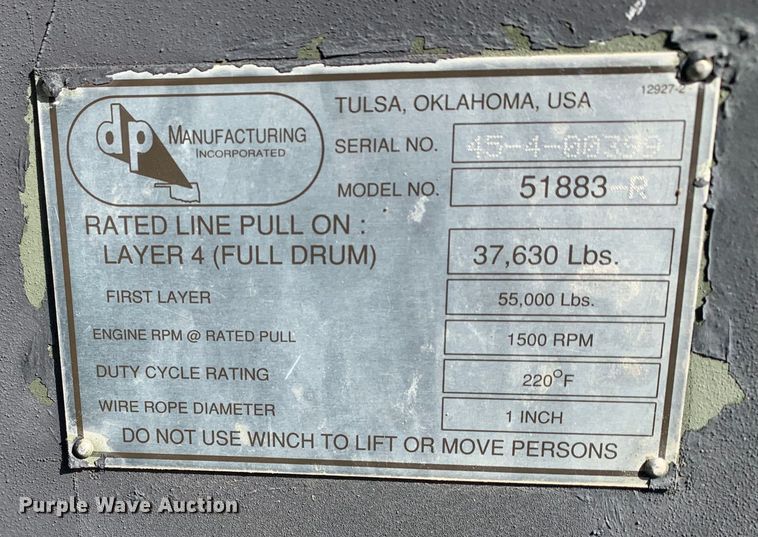 12927-2
dp MANUFACTURING
INCORPORATED
TULSA, OKLAHOMA, USA
SERIAL NO. 45-4-00359
MODEL NO. 51883-R
RATED LINE PULL ON :
LAYER 4 (FULL DRUM) 37,630 Lbs.
FIRST LAYER 55,000 Lbs.
ENGINE RPM @ RATED PULL 1500 RPM
DUTY CYCLE RATING 220°F
WIRE ROPE DIAMETER 1 INCH
DO NOT USE WINCH TO LIFT OR MOVE PERSONS
Purple Wave Auction